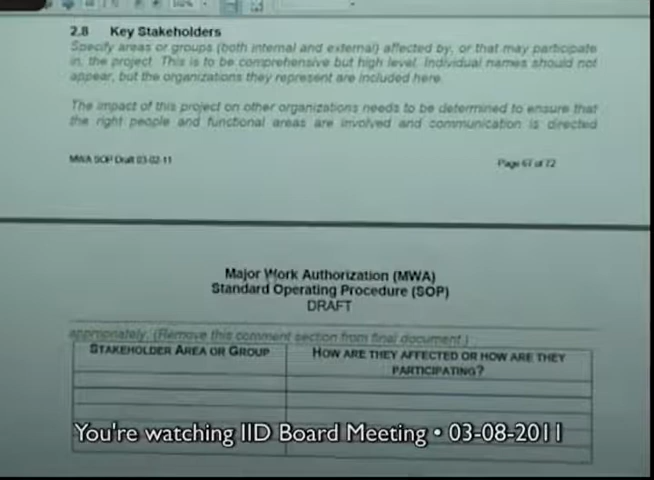 2.8 Key Stakeholders
Specify areas or groups (both internal and external) affected by, or that may participate
in, the project. This is to be comprehensive but high level. Individual names should not
appear, but the organizations they represent are included here.
The impact of this project on other organizations needs to be determined to ensure that
the right people and functional areas are involved and communication is directed
MWA SOP Draft 03-02-11
Page 67 of 72
Major Work Authorization (MWA)
Standard Operating Procedure (SOP)
DRAFT
appropriately. (Remove this comment section from final document.)
STAKEHOLDER AREA OR GROUP
HOW ARE THEY AFFECTED OR HOW ARE THEY
PARTICIPATING?
You're watching IID Board Meeting • 03-08-2011